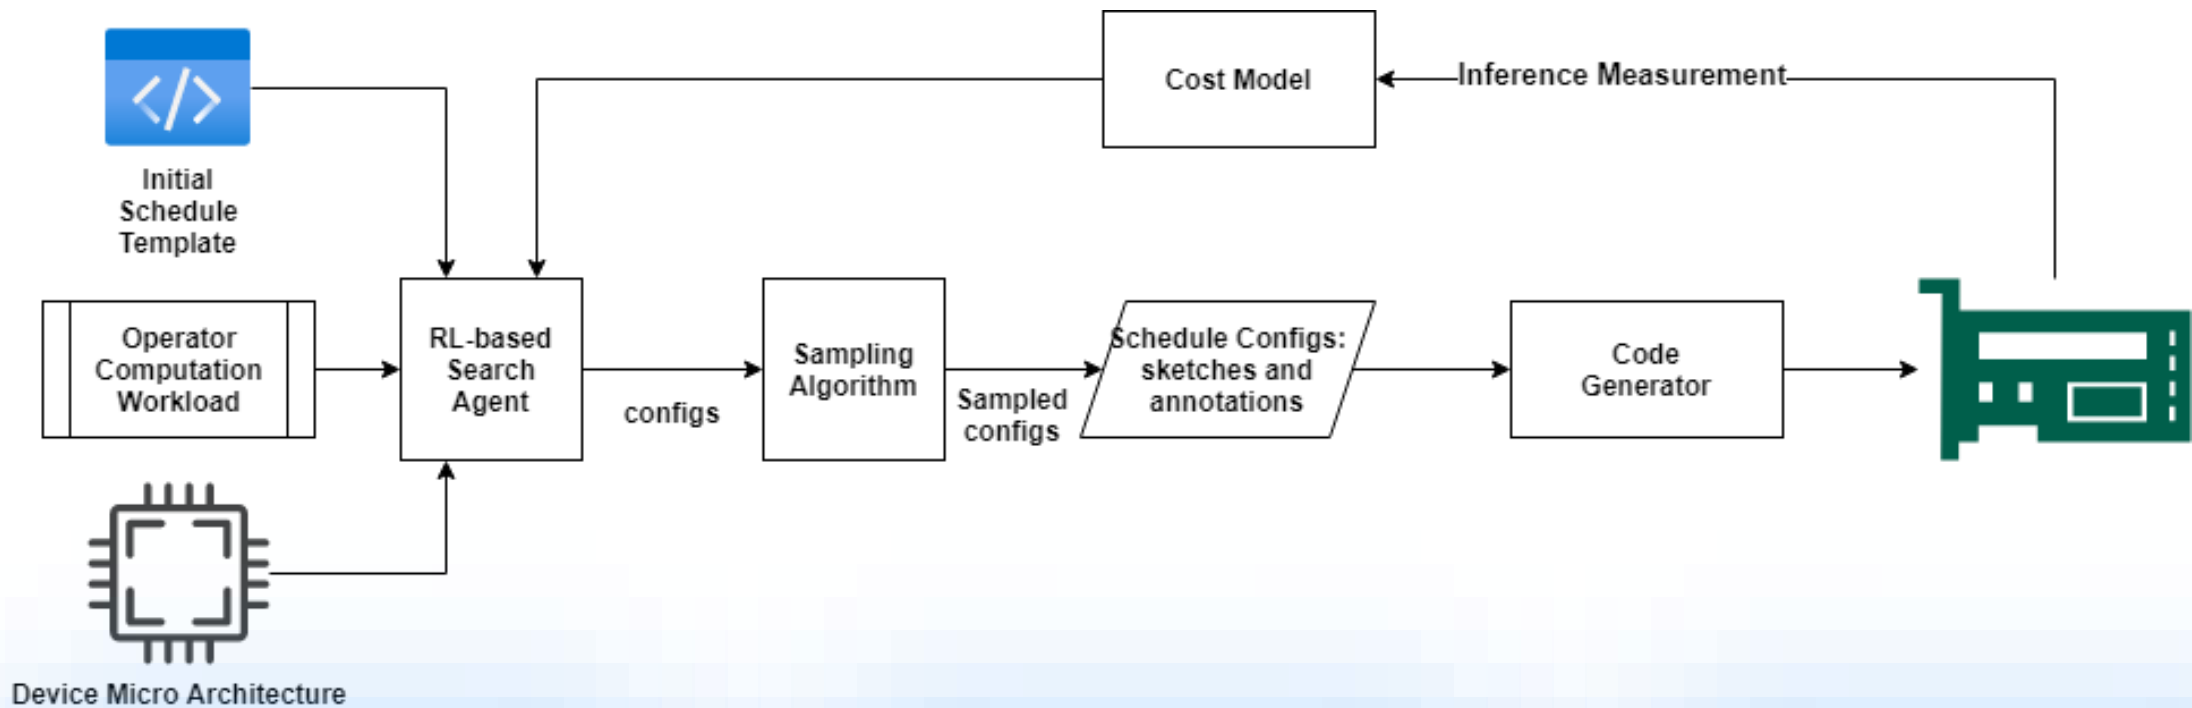 Cost Model
Inference Measurement
Initial
Schedule
Template
Operator
Computation
Workload
RL-based
Search
Agent
configs
Sampling
Algorithm
Sampled
configs
Schedule Configs:
sketches and
annotations
Code
Generator
Device Micro Architecture